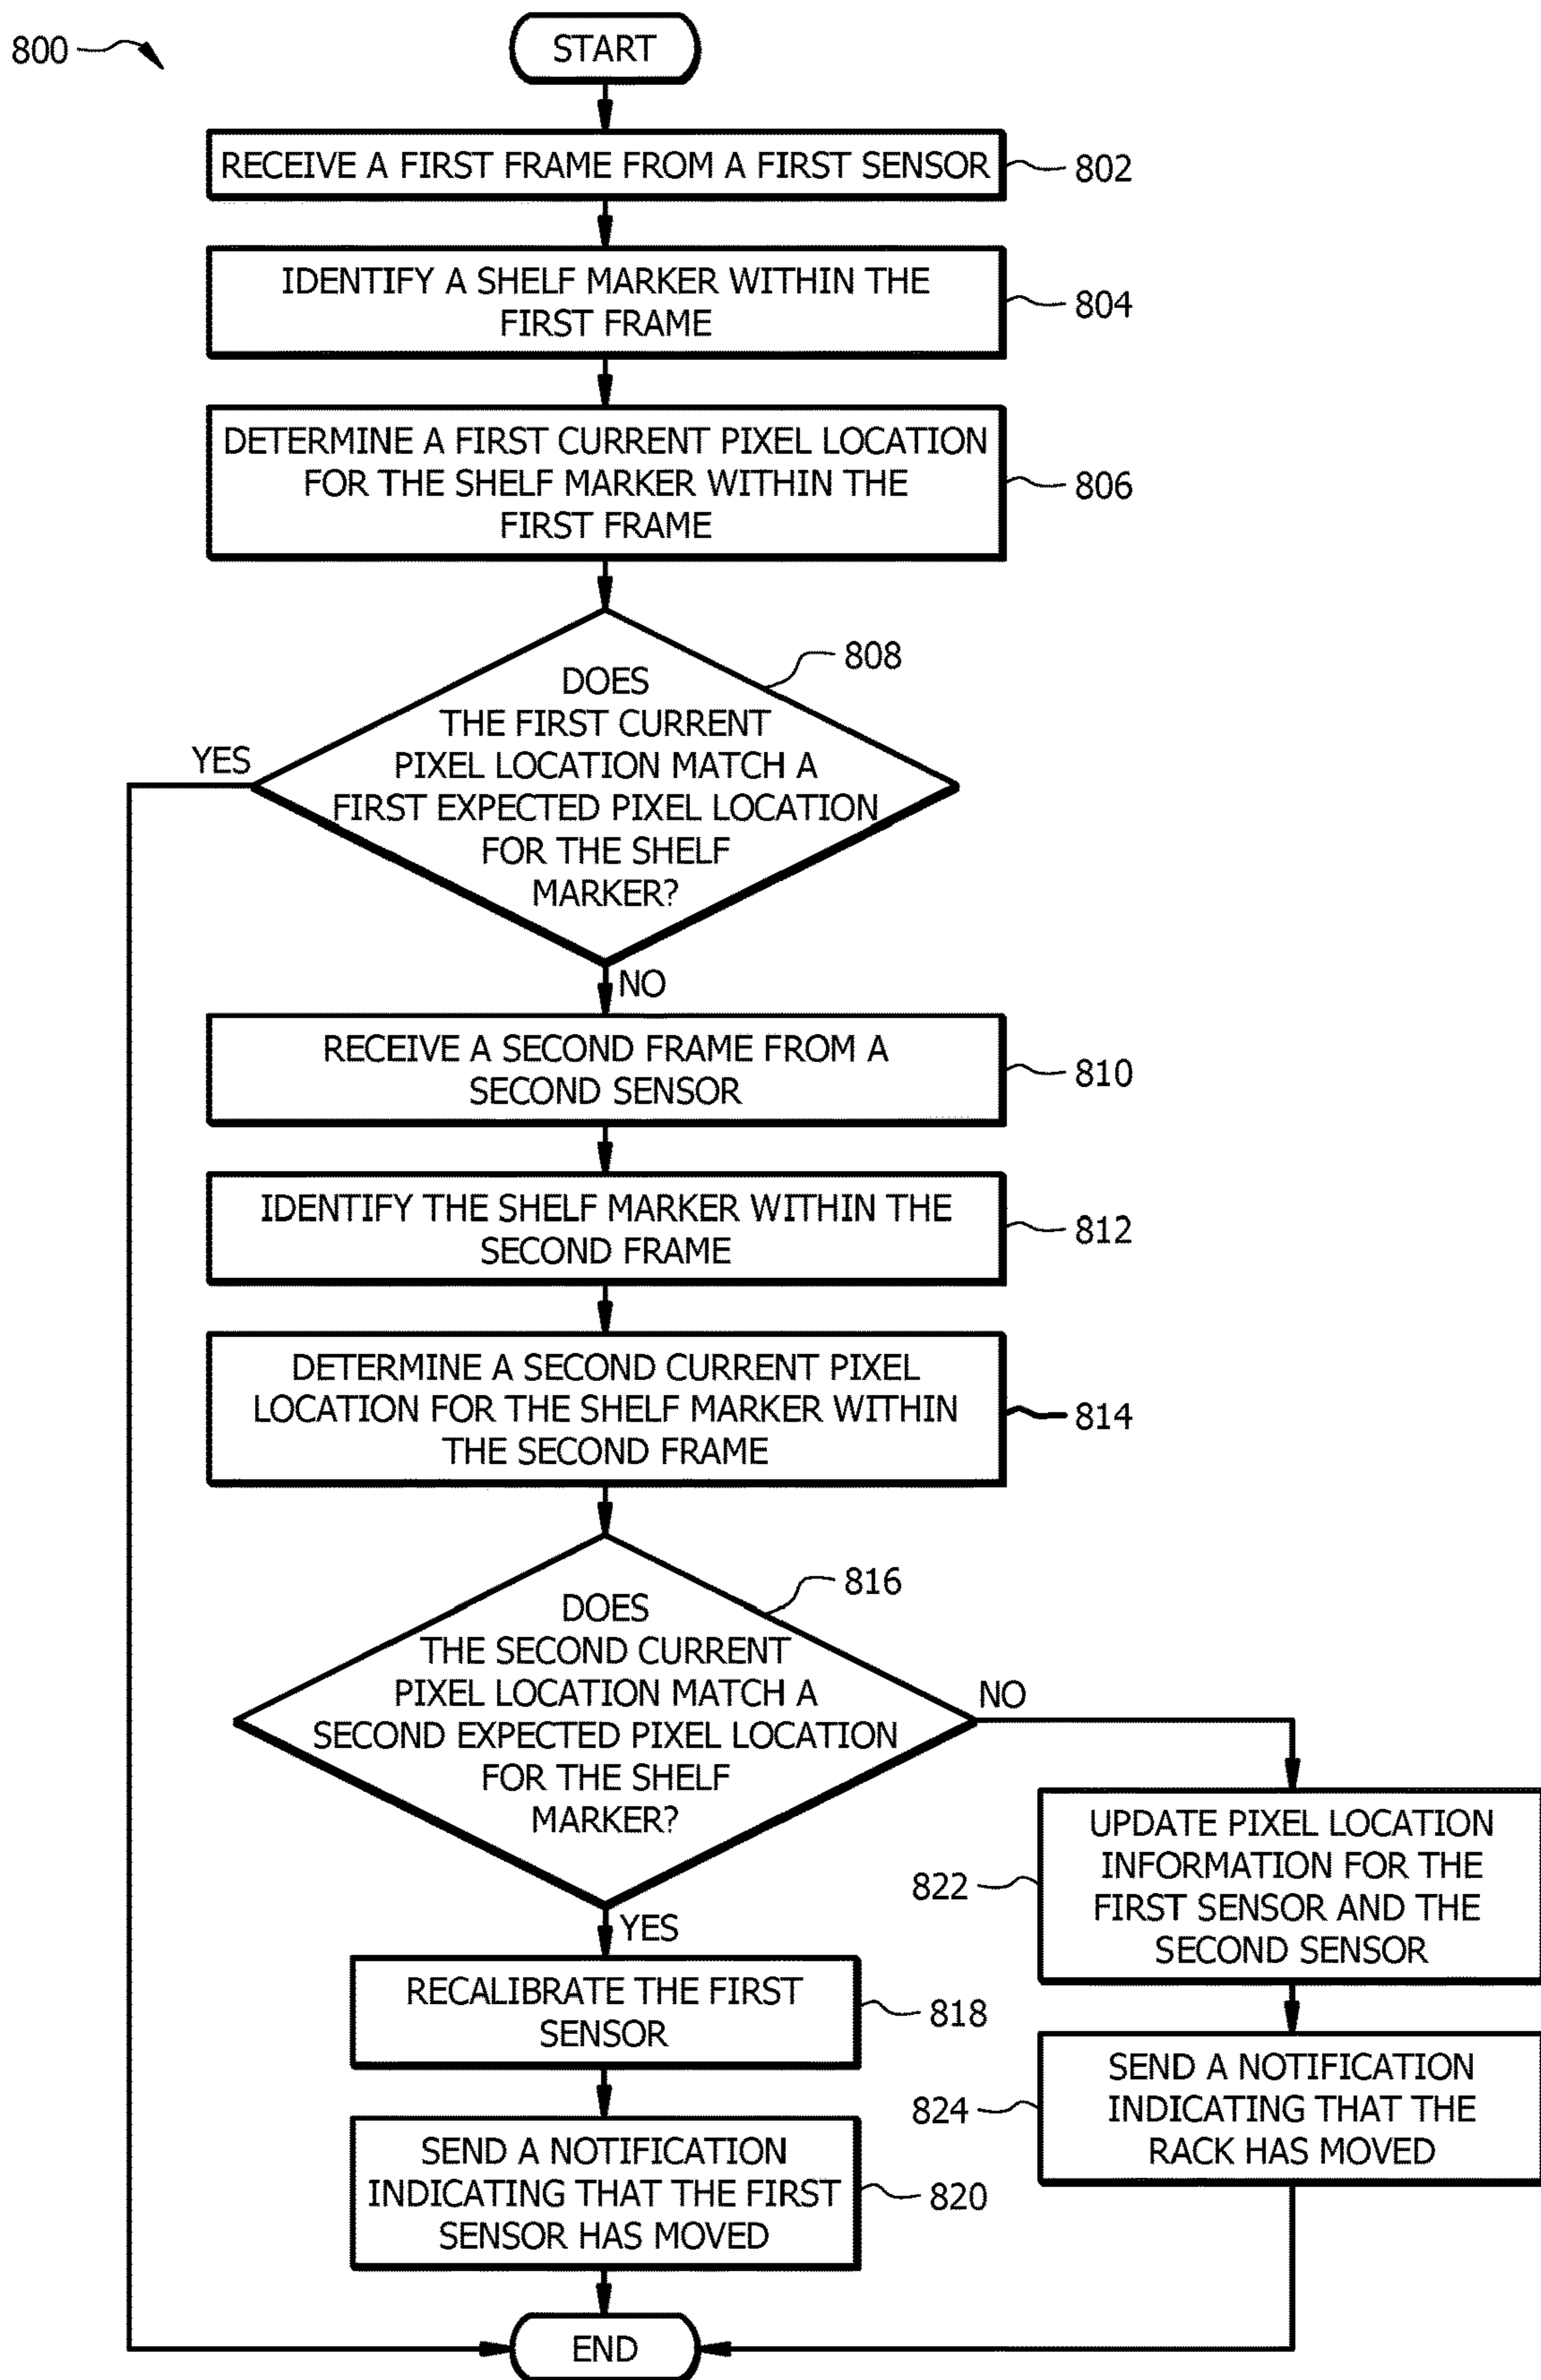 800
START
RECEIVE A FIRST FRAME FROM A FIRST SENSOR
802
IDENTIFY A SHELF MARKER WITHIN THE
FIRST FRAME
804
DETERMINE A FIRST CURRENT PIXEL LOCATION
FOR THE SHELF MARKER WITHIN THE
FIRST FRAME
806
808
DOES
THE FIRST CURRENT
PIXEL LOCATION MATCH A
FIRST EXPECTED PIXEL LOCATION
FOR THE SHELF
MARKER?
YES
NO
RECEIVE A SECOND FRAME FROM A
SECOND SENSOR
810
IDENTIFY THE SHELF MARKER WITHIN THE
SECOND FRAME
812
DETERMINE A SECOND CURRENT PIXEL
LOCATION FOR THE SHELF MARKER WITHIN
THE SECOND FRAME
814
816
DOES
THE SECOND CURRENT
PIXEL LOCATION MATCH A
SECOND EXPECTED PIXEL LOCATION
FOR THE SHELF
MARKER?
NO
YES
UPDATE PIXEL LOCATION
INFORMATION FOR THE
FIRST SENSOR AND THE
SECOND SENSOR
822
RECALIBRATE THE FIRST
SENSOR
818
SEND A NOTIFICATION
INDICATING THAT THE
RACK HAS MOVED
824
SEND A NOTIFICATION
INDICATING THAT THE FIRST
SENSOR HAS MOVED
820
END